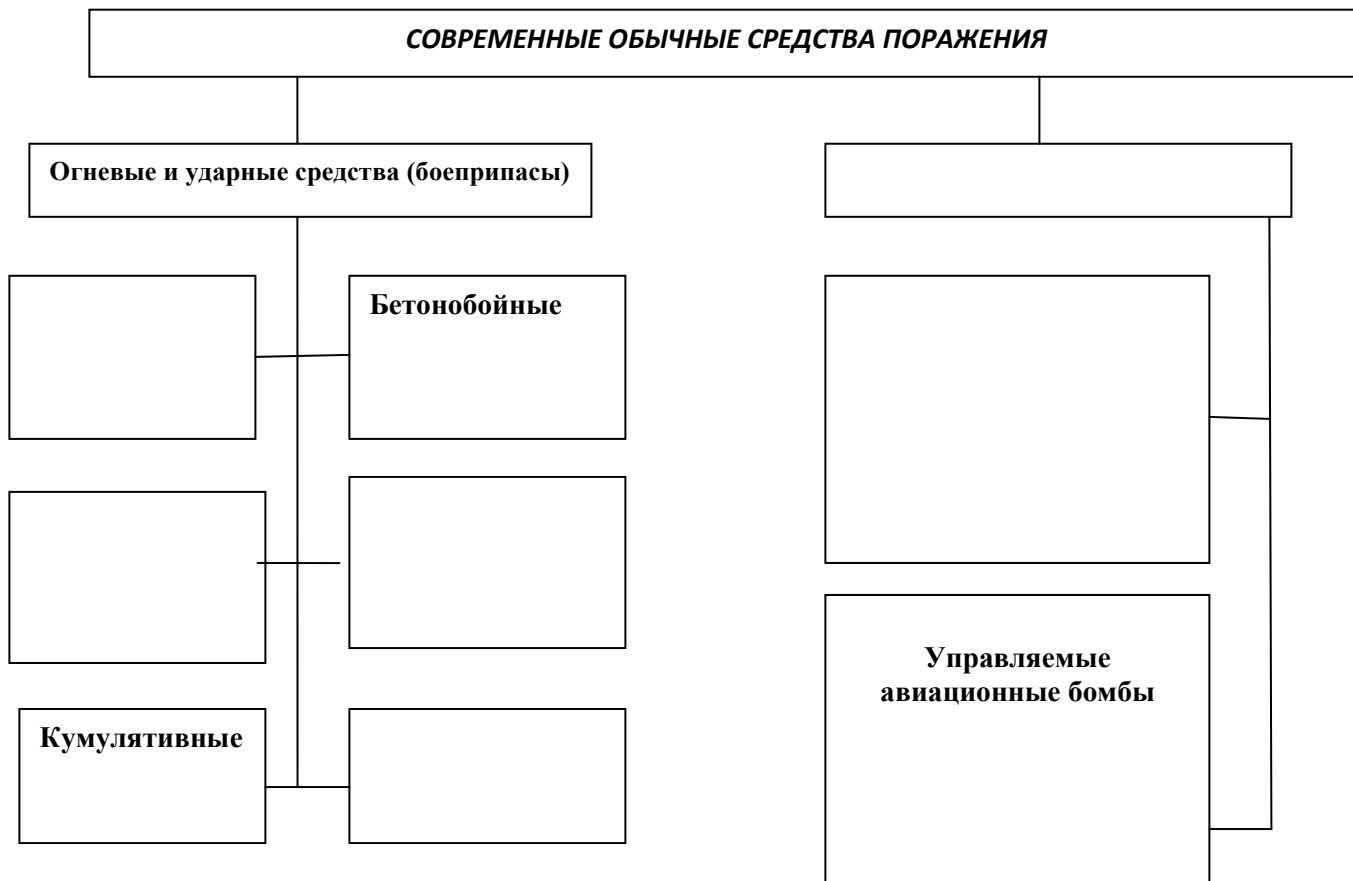 СОВРЕМЕННЫЕ ОБЫЧНЫЕ СРЕДСТВА ПОРАЖЕНИЯ
Огневые и ударные средства (боеприпасы)
Бетонобойные
Кумулятивные
Управляемые
авиационные бомбы